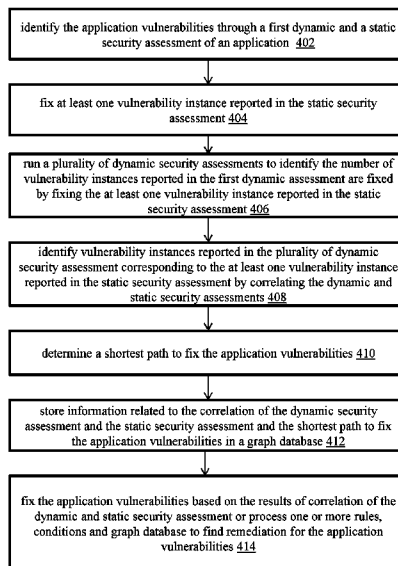 identify the application vulnerabilities through a first dynamic and a static
security assessment of an application 402
fix at least one vulnerability instance reported in the static security
assessment 404
run a plurality of dynamic security assessments to identify the number of
vulnerability instances reported in the first dynamic assessment are fixed
by fixing the at least one vulnerability instance reported in the static
security assessment 406
identify vulnerability instances reported in the plurality of dynamic
security assessment corresponding to the at least one vulnerability instance
reported in the static security assessment by correlating the dynamic and
static security assessments 408
determine a shortest path to fix the application vulnerabilities 410
store information related to the correlation of the dynamic security
assessment and the static security assessment and the shortest path to fix
the application vulnerabilities in a graph database 412
fix the application vulnerabilities based on the results of correlation of the
dynamic and static security assessment or process one or more rules,
conditions and graph database to find remediation for the application
vulnerabilities 414